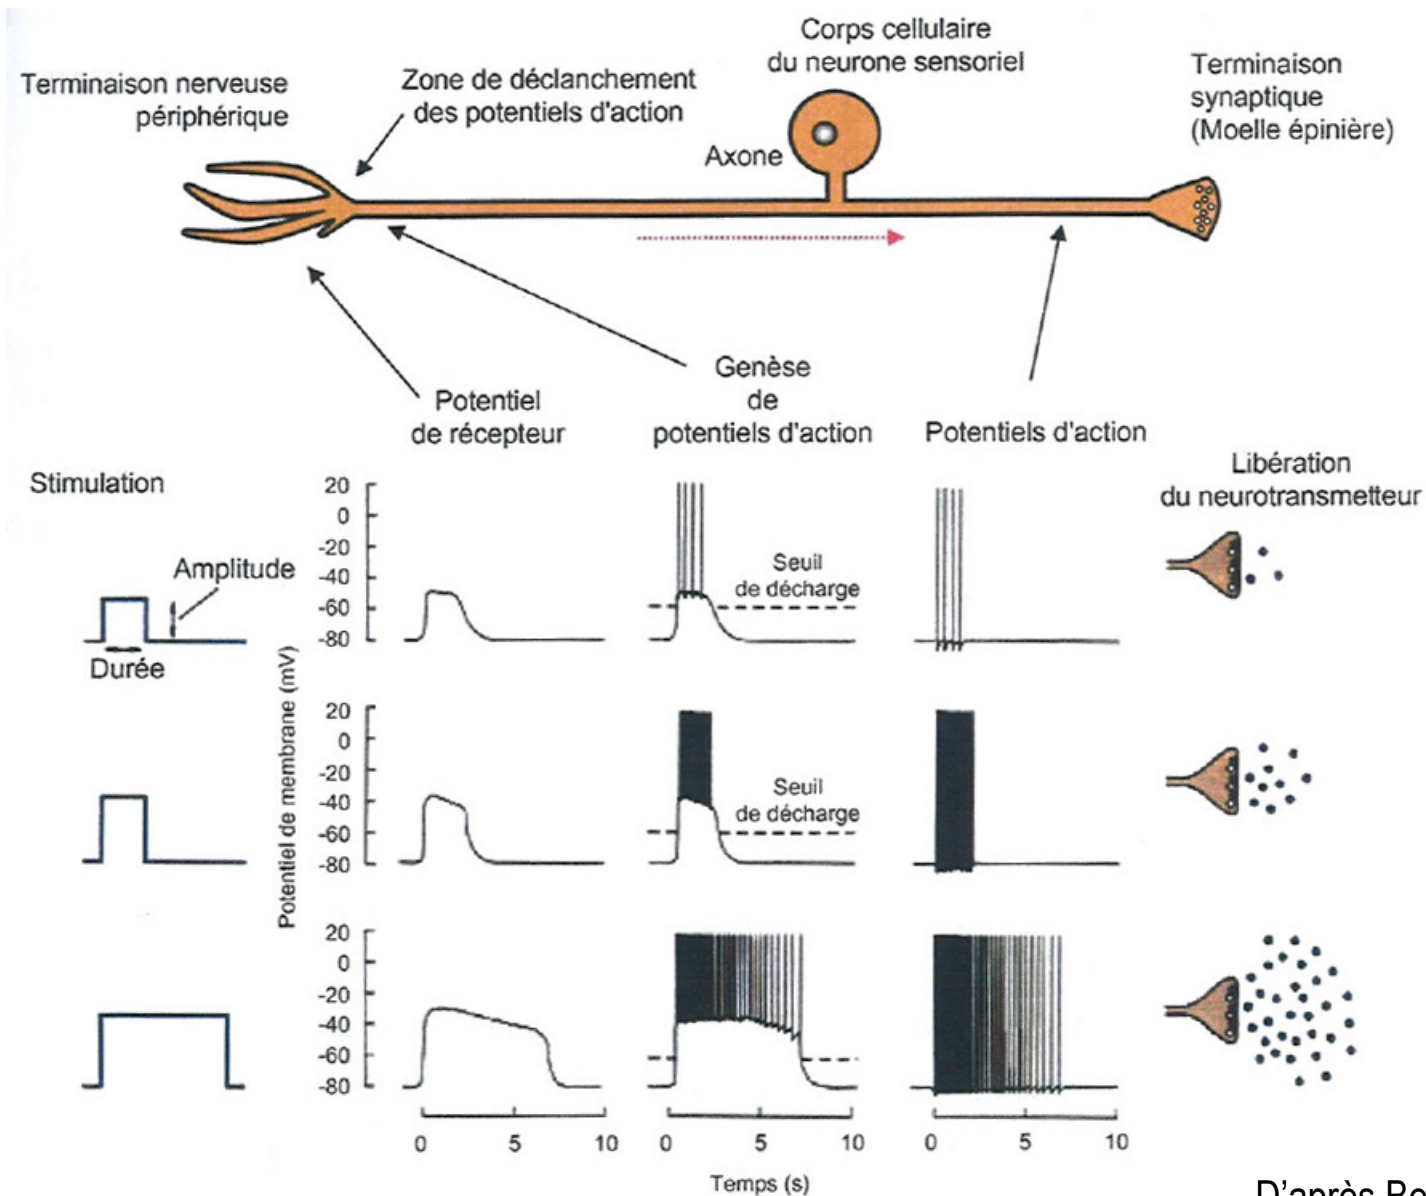 Corps cellulaire
du neurone sensoriel
Terminaison nerveuse
périphérique
Zone de déclanchement
des potentiels d'action
Terminaison
synaptique
(Moelle épinière)
Axone
Potentiel
de récepteur
Genèse
de
potentiels d'action
Potentiels d'action
Libération
du neurotransmetteur
Stimulation
Amplitude
Durée
Potentiel de membrane (mV)
20
0
-20
-40
-60
-80
Seuil
de décharge
20
0
-20
-40
-60
-80
Seuil
de décharge
20
0
-20
-40
-60
-80
0 5 10
0 5 10
0 5 10
Temps (s)
D'après